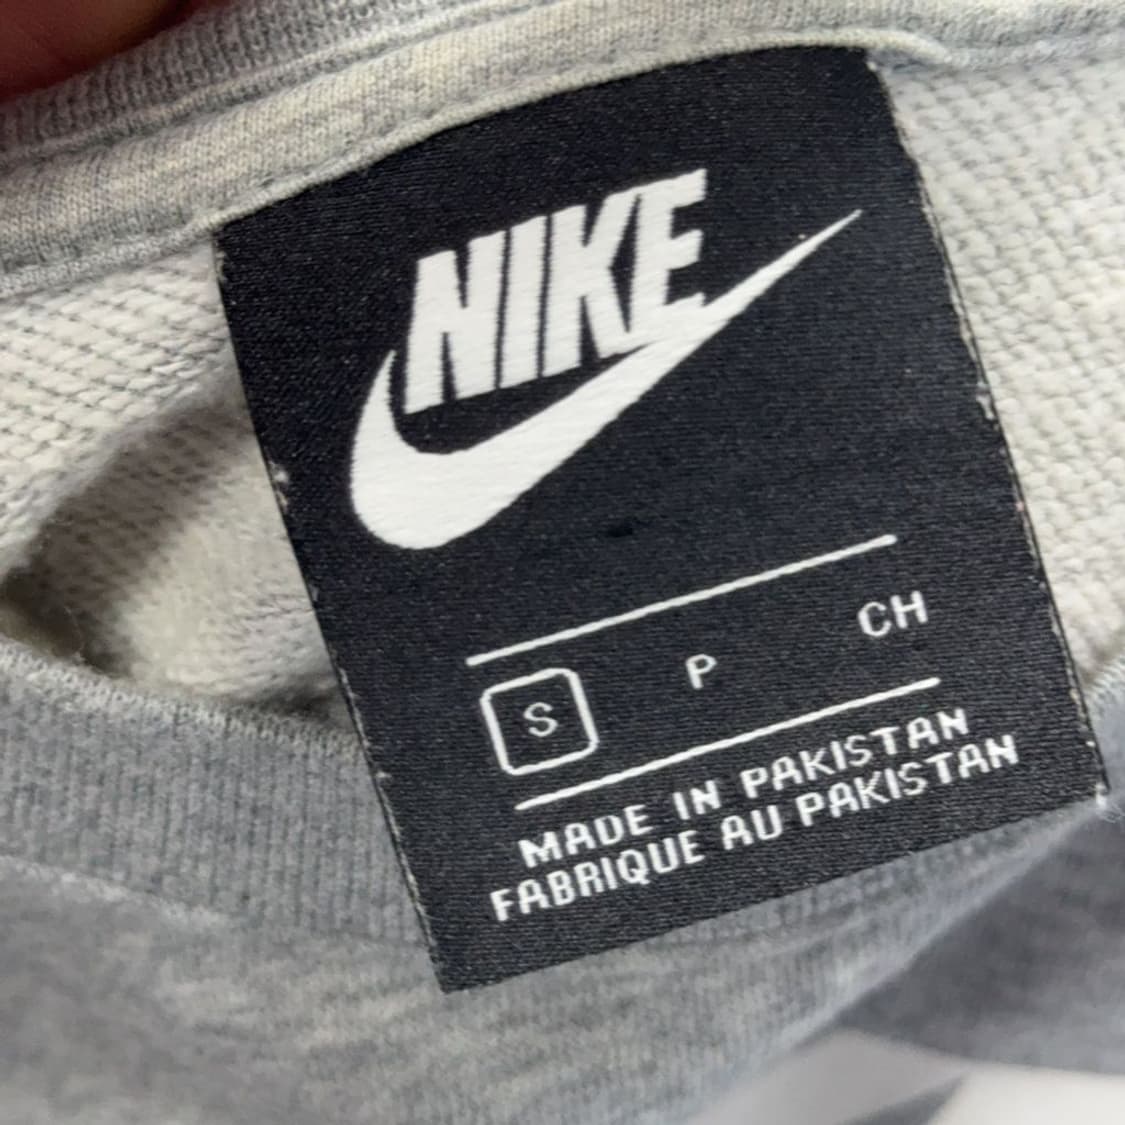 NIKE
S P CH
MADE IN PAKISTAN
FABRIQUE AU PAKISTAN